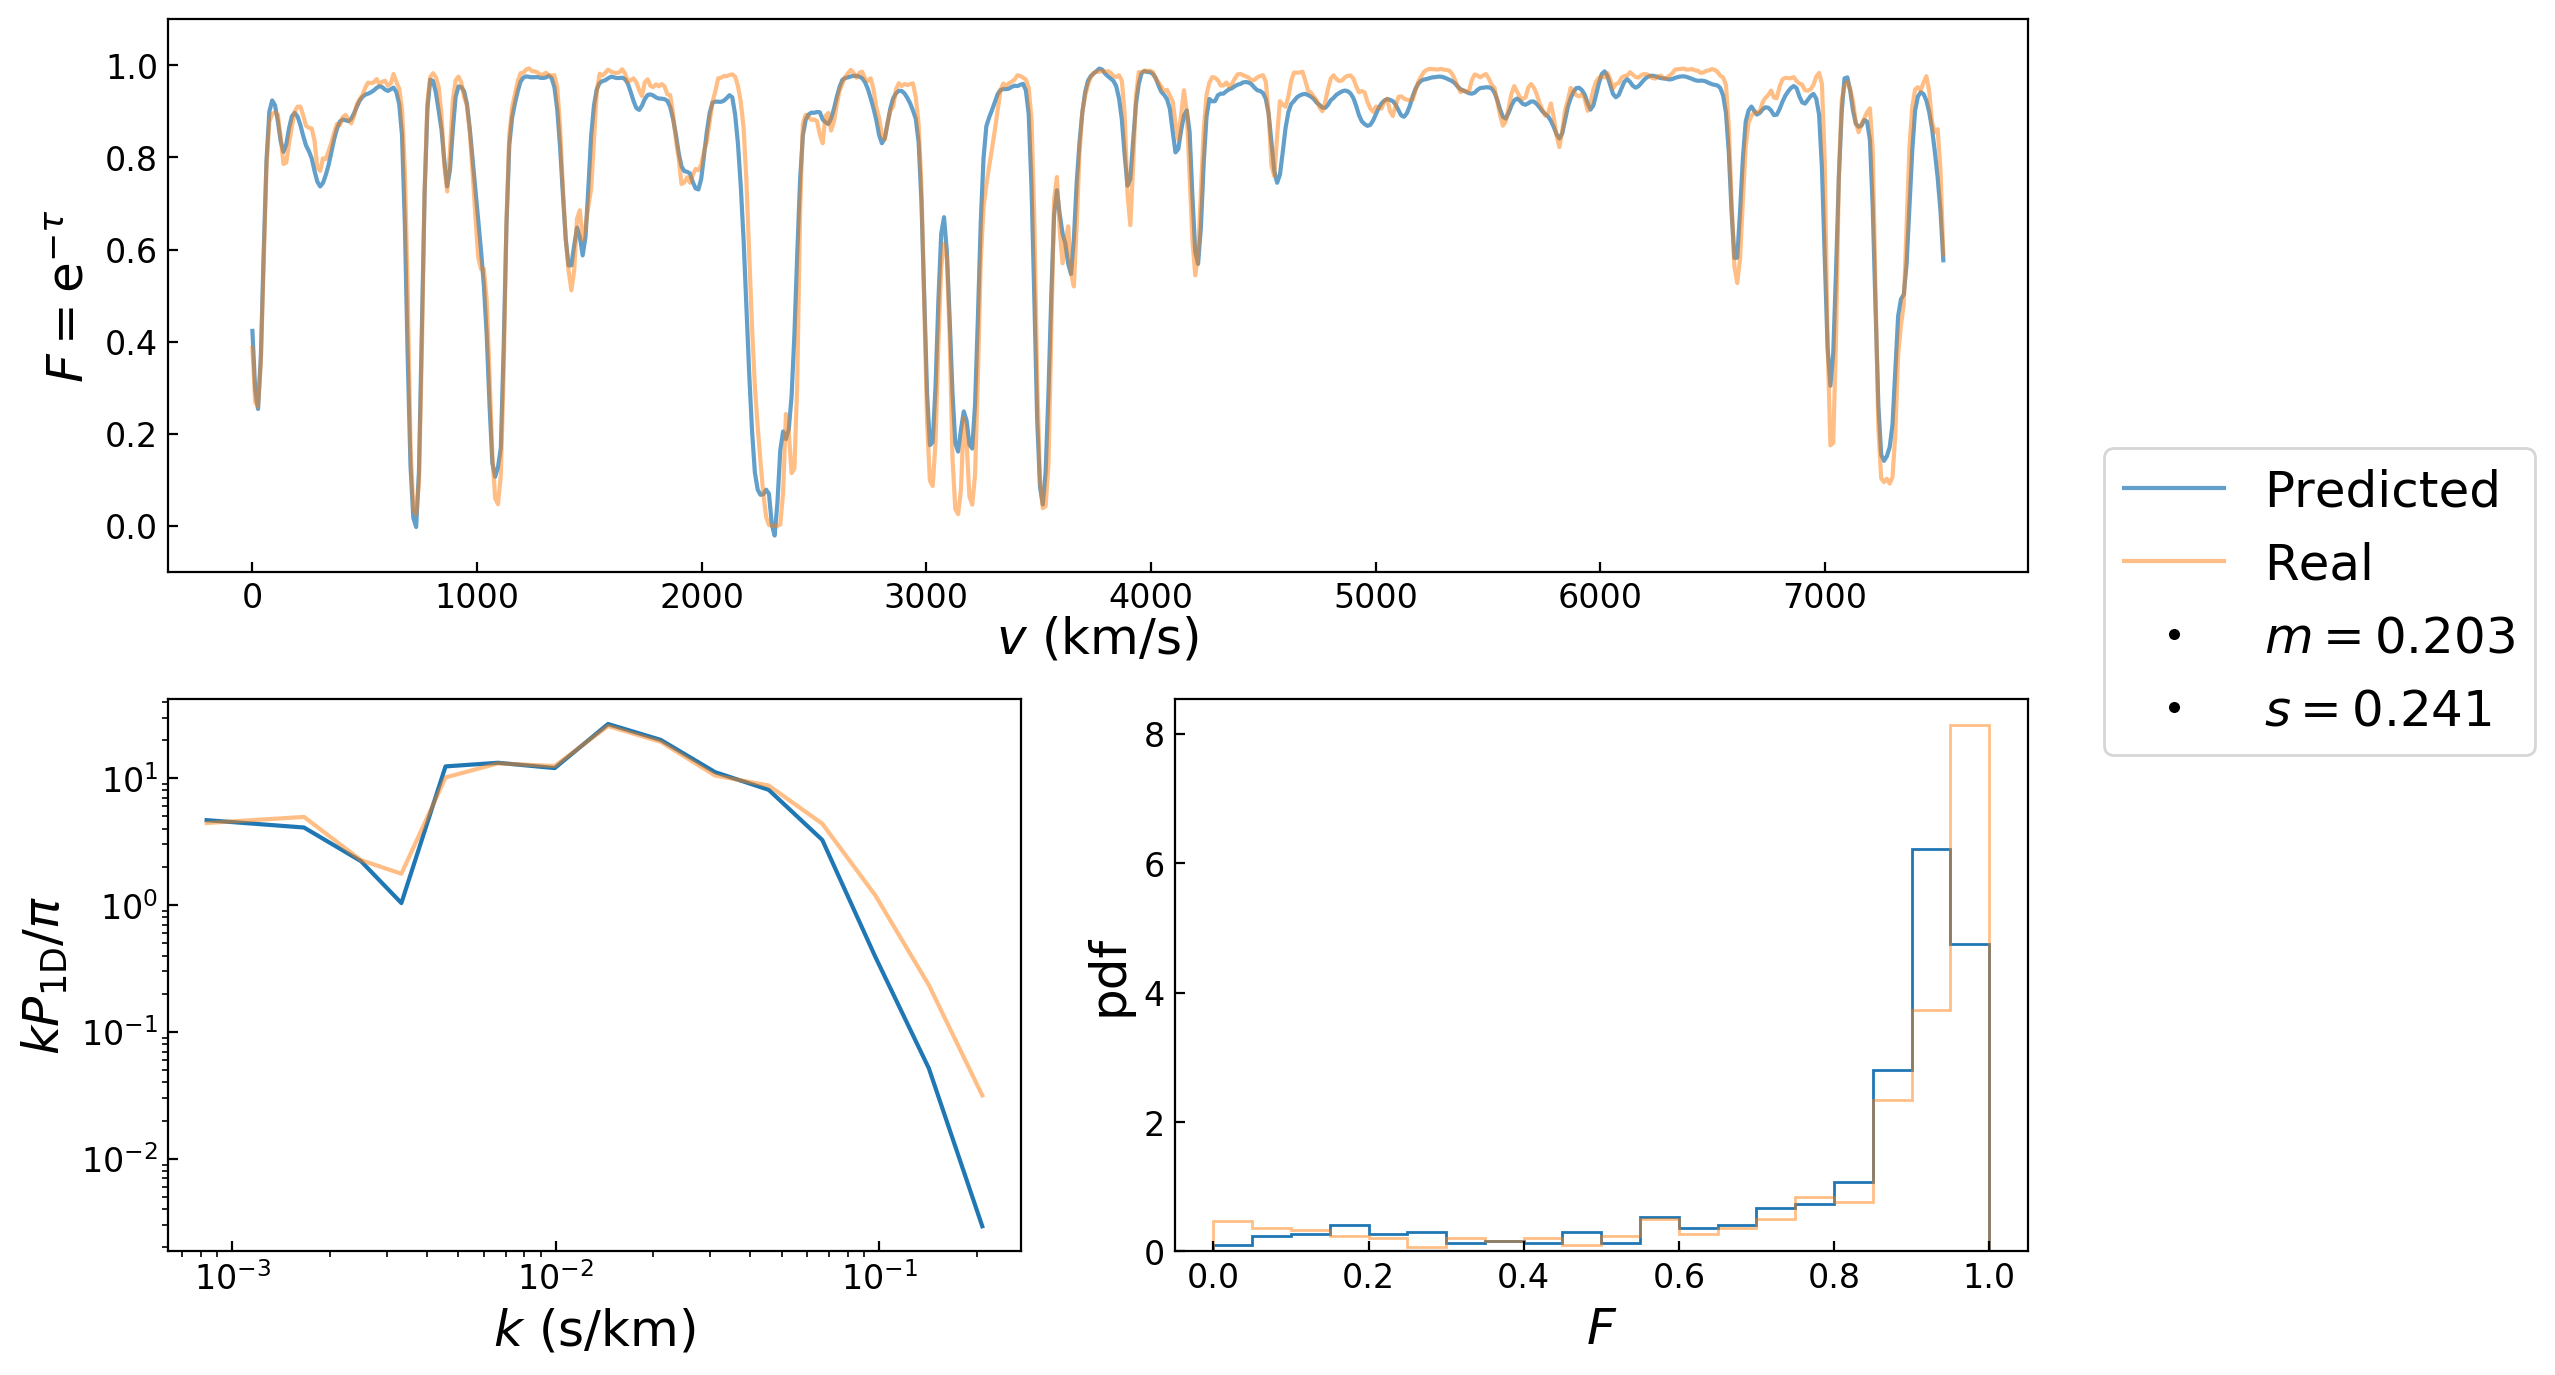 1.0
0.8
0.6
0.4
0.2
0.0
F = e^{−τ}
0 1000 2000 3000 4000 5000 6000 7000
v (km/s)
Predicted
Real
m = 0.203
s = 0.241
10^1
10^0
10^{−1}
10^{−2}
kP_{1D}/π
10^{−3} 10^{−2} 10^{−1}
k (s/km)
8
6
4
2
0
pdf
0.0 0.2 0.4 0.6 0.8 1.0
F